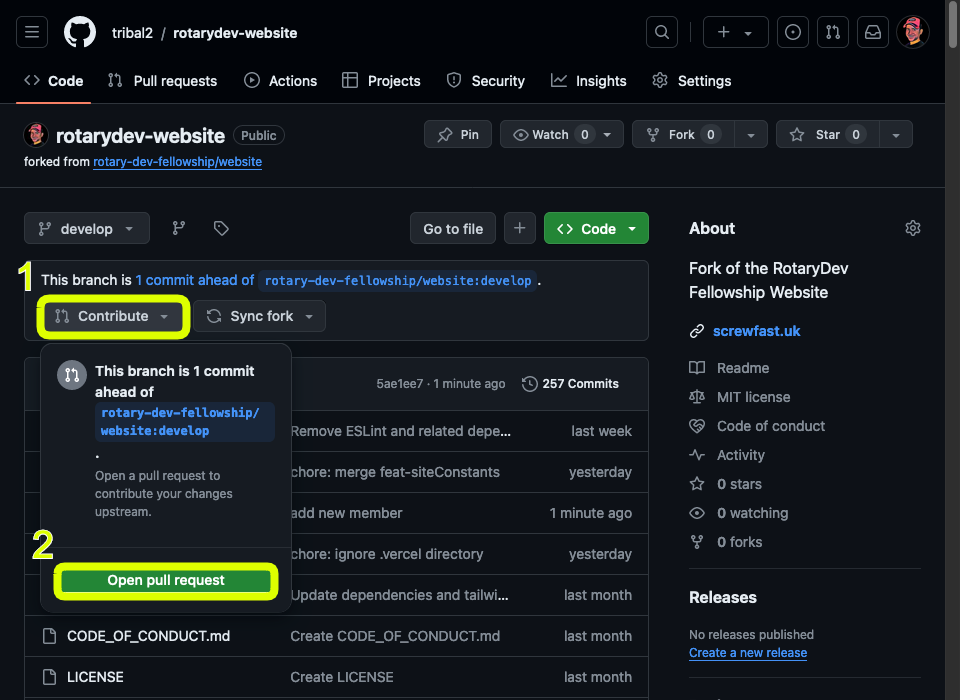 tribal2 / rotarydev-website
Code Pull requests Actions Projects Security Insights Settings
rotarydev-website Public
Pin Watch 0 Fork 0 Star 0
forked from rotary-dev-fellowship/website
develop Go to file + Code
1 This branch is 1 commit ahead of rotary-dev-fellowship/website:develop .
Contribute Sync fork
This branch is 1 commit
ahead of
rotary-dev-fellowship/
website:develop
.
Open a pull request to
contribute your changes
upstream.
2
Open pull request
5ae1ee7 · 1 minute ago 257 Commits
Remove ESLint and related depe... last week
chore: merge feat-siteConstants yesterday
add new member 1 minute ago
chore: ignore .vercel directory yesterday
Update dependencies and tailwi... last month
CODE_OF_CONDUCT.md Create CODE_OF_CONDUCT.md last month
LICENSE Create LICENSE last month
About
Fork of the RotaryDev
Fellowship Website
screwfast.uk
Readme
MIT license
Code of conduct
Activity
0 stars
0 watching
0 forks
Releases
No releases published
Create a new release